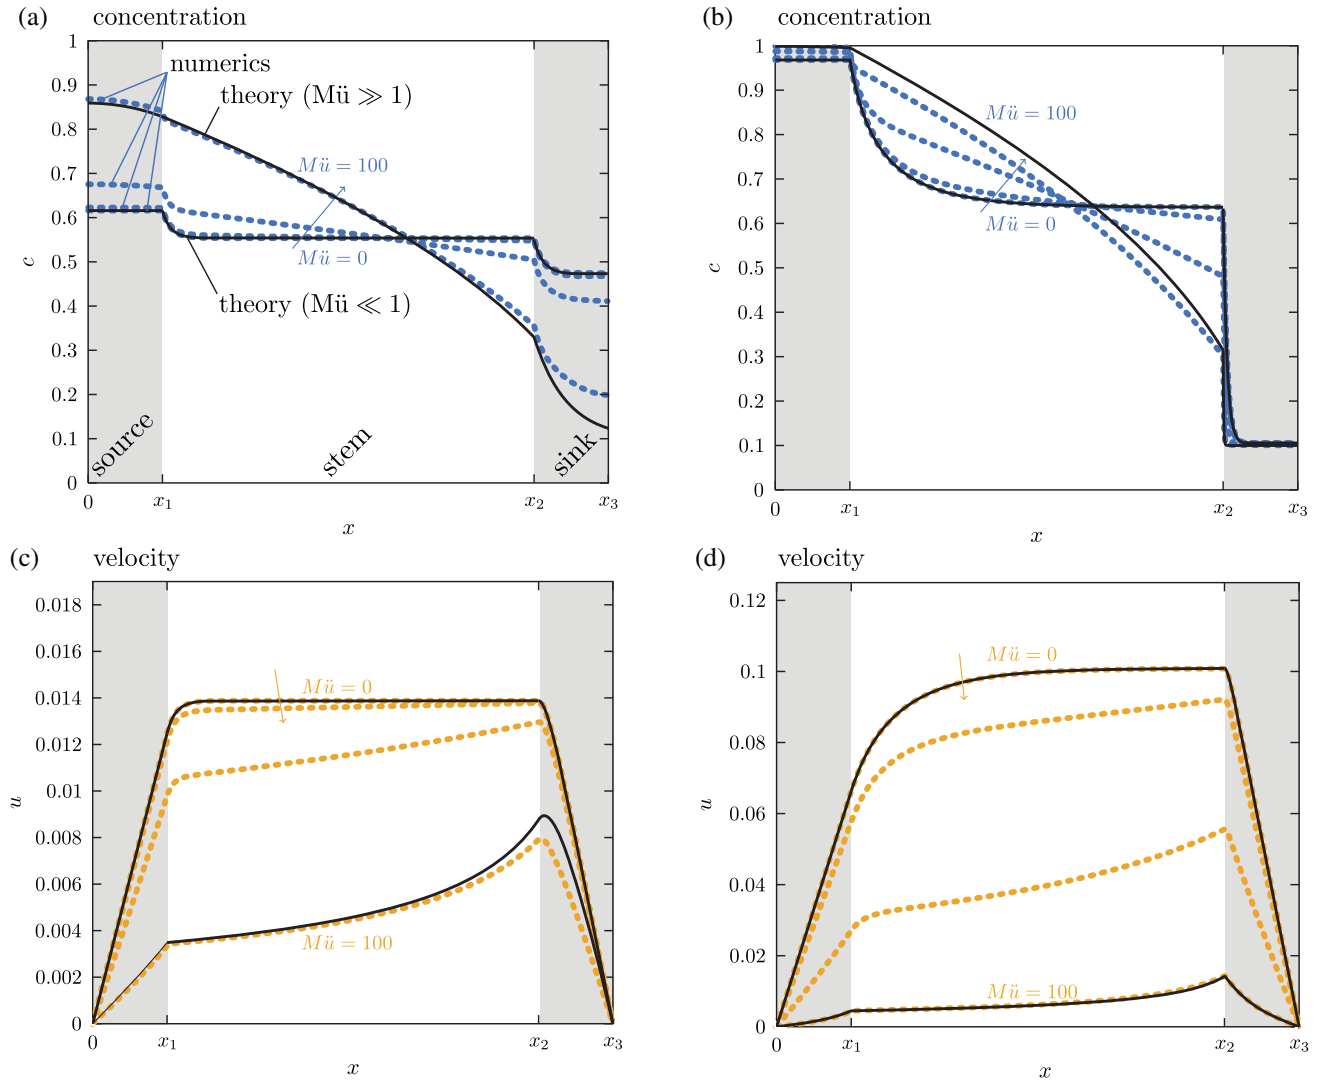 (a) concentration
1
0.9
0.8
0.7
0.6
0.5
0.4
0.3
0.2
0.1
0
c
numerics
theory (Mü ≫ 1)
Mü = 100
Mü = 0
theory (Mü ≪ 1)
source
stem
sink
0 x₁ x₂ x₃
x
(b) concentration
1
0.9
0.8
0.7
0.6
0.5
0.4
0.3
0.2
0.1
0
c
Mü = 100
Mü = 0
0 x₁ x₂ x₃
x
(c) velocity
0.018
0.016
0.014
0.012
0.01
0.008
0.006
0.004
0.002
0
u
Mü = 0
Mü = 100
0 x₁ x₂ x₃
x
(d) velocity
0.12
0.1
0.08
0.06
0.04
0.02
0
u
Mü = 0
Mü = 100
0 x₁ x₂ x₃
x